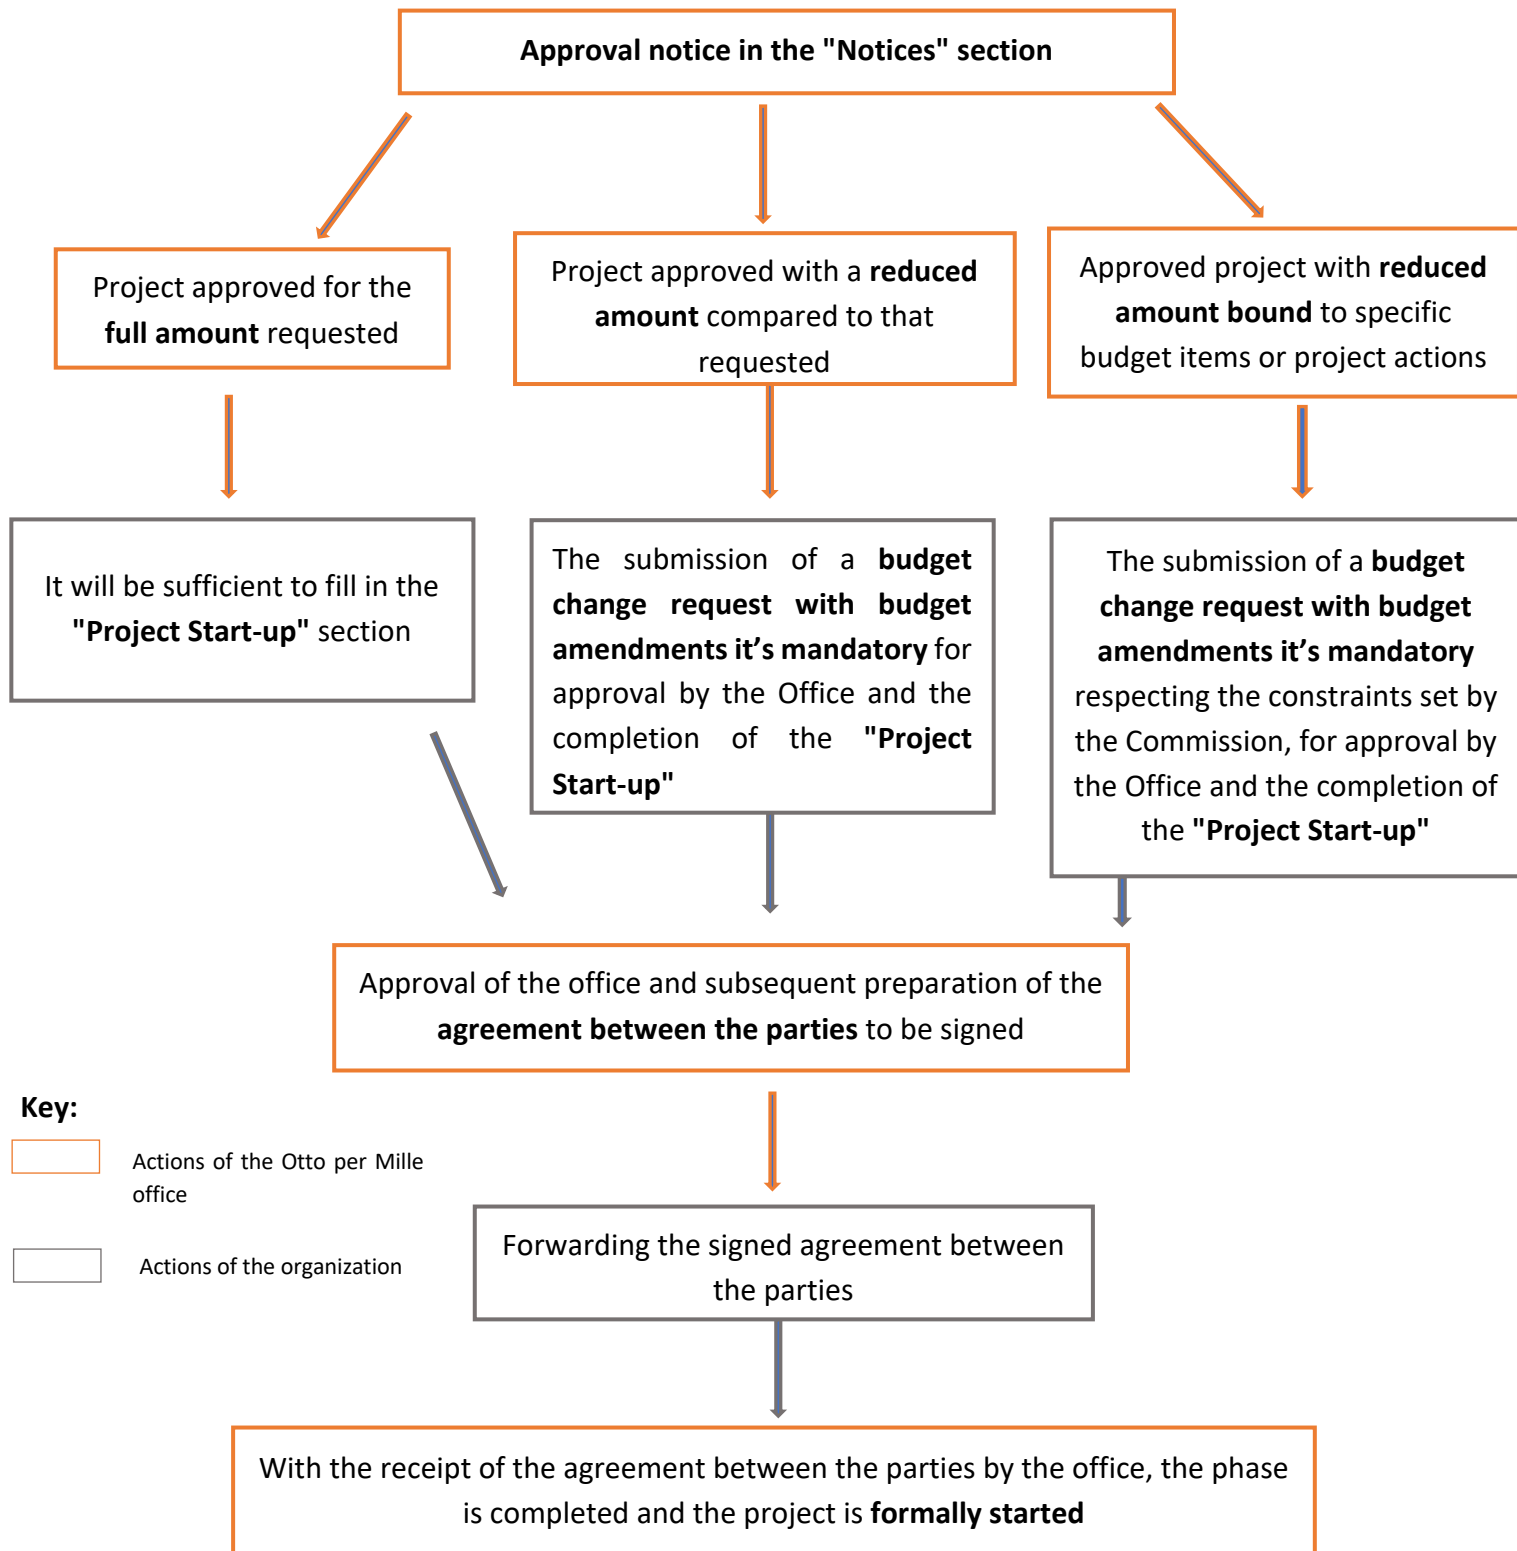 Approval notice in the "Notices" section
Project approved for the
full amount requested
Project approved with a reduced
amount compared to that
requested
Approved project with reduced
amount bound to specific
budget items or project actions
It will be sufficient to fill in the
"Project Start-up" section
The submission of a budget
change request with budget
amendments it’s mandatory for
approval by the Office and the
completion of the "Project
Start-up"
The submission of a budget
change request with budget
amendments it’s mandatory
respecting the constraints set by
the Commission, for approval by
the Office and the completion of
the "Project Start-up"
Approval of the office and subsequent preparation of the
agreement between the parties to be signed
Key:
Actions of the Otto per Mille
office
Actions of the organization
Forwarding the signed agreement between
the parties
With the receipt of the agreement between the parties by the office, the phase
is completed and the project is formally started